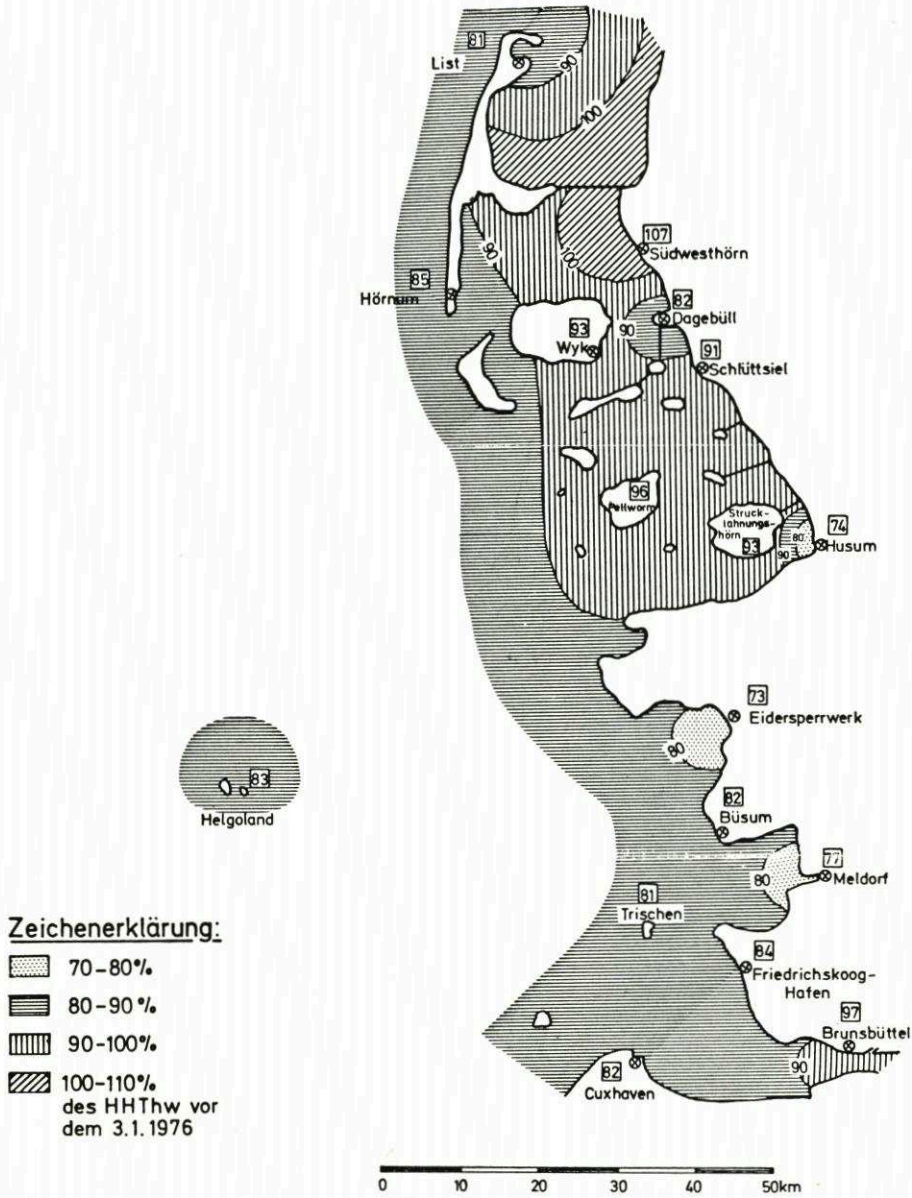 81
List
90
100
107
Südwesthörn
90
100
85
Hörnum
82
Dagebüll
90
93
Wyk
91
Schlüttsiel
96
Pellworm
Struck-
lahnungs-
hörn
93
74
80
90
Husum
73
Eidersperrwerk
80
83
Helgoland
82
Büsum
77
80
Meldorf
81
Trischen
84
Friedrichskoog-
Hafen
97
Brunsbüttel
90
82
Cuxhaven
Zeichenerklärung:
70-80%
80-90%
90-100%
100-110%
des HHThw vor
dem 3.1.1976
0 10 20 30 40 50km